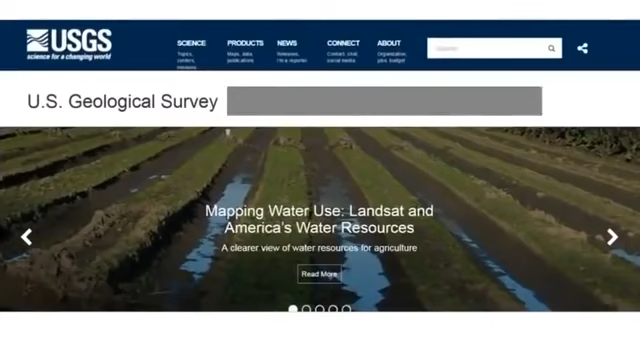 USGS
science for a changing world
SCIENCE
Topics,
centers,
missions
PRODUCTS
Maps, data
publications
NEWS
Releases,
I'm a reporter
CONNECT
Contact, chat,
social media
ABOUT
Organization,
jobs, budget
U.S. Geological Survey
Mapping Water Use: Landsat and
America's Water Resources
A clearer view of water resources for agriculture
Read More